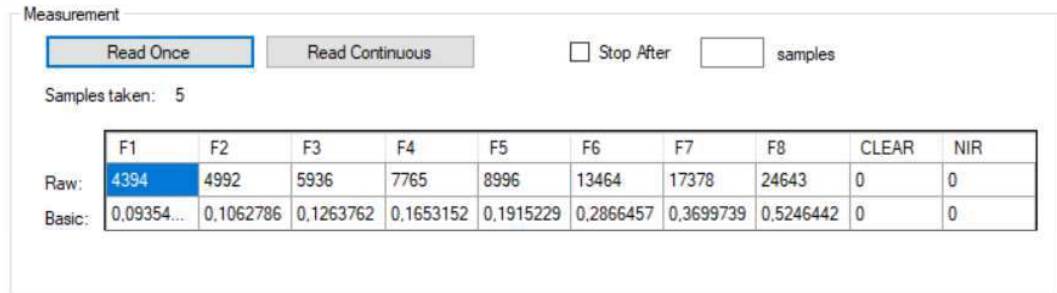 Measurement
Read Once Read Continuous Stop After samples
Samples taken: 5
F1 F2 F3 F4 F5 F6 F7 F8 CLEAR NIR
Raw: 4394 4992 5936 7765 8996 13464 17378 24643 0 0
Basic: 0,09354... 0,1062786 0,1263762 0,1653152 0,1915229 0,2866457 0,3699739 0,5246442 0 0